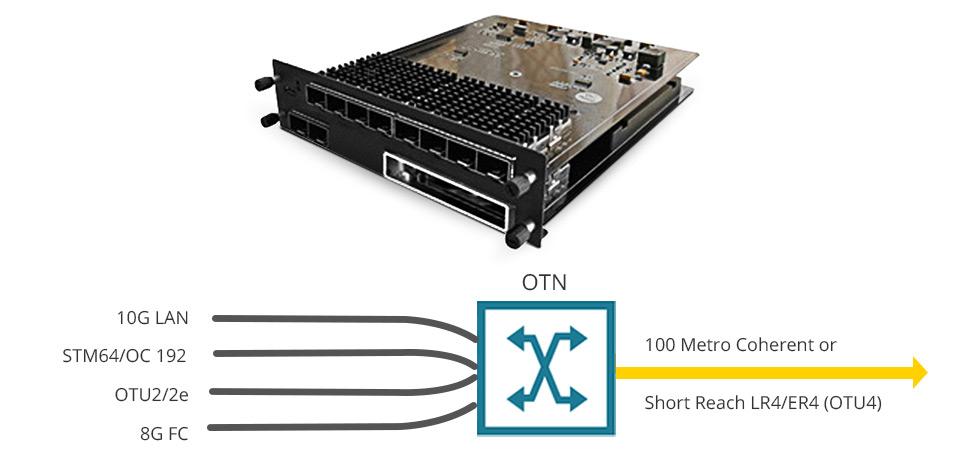 OTN
10G LAN
STM64/OC 192
OTU2/2e
8G FC
100 Metro Coherent or
Short Reach LR4/ER4 (OTU4)